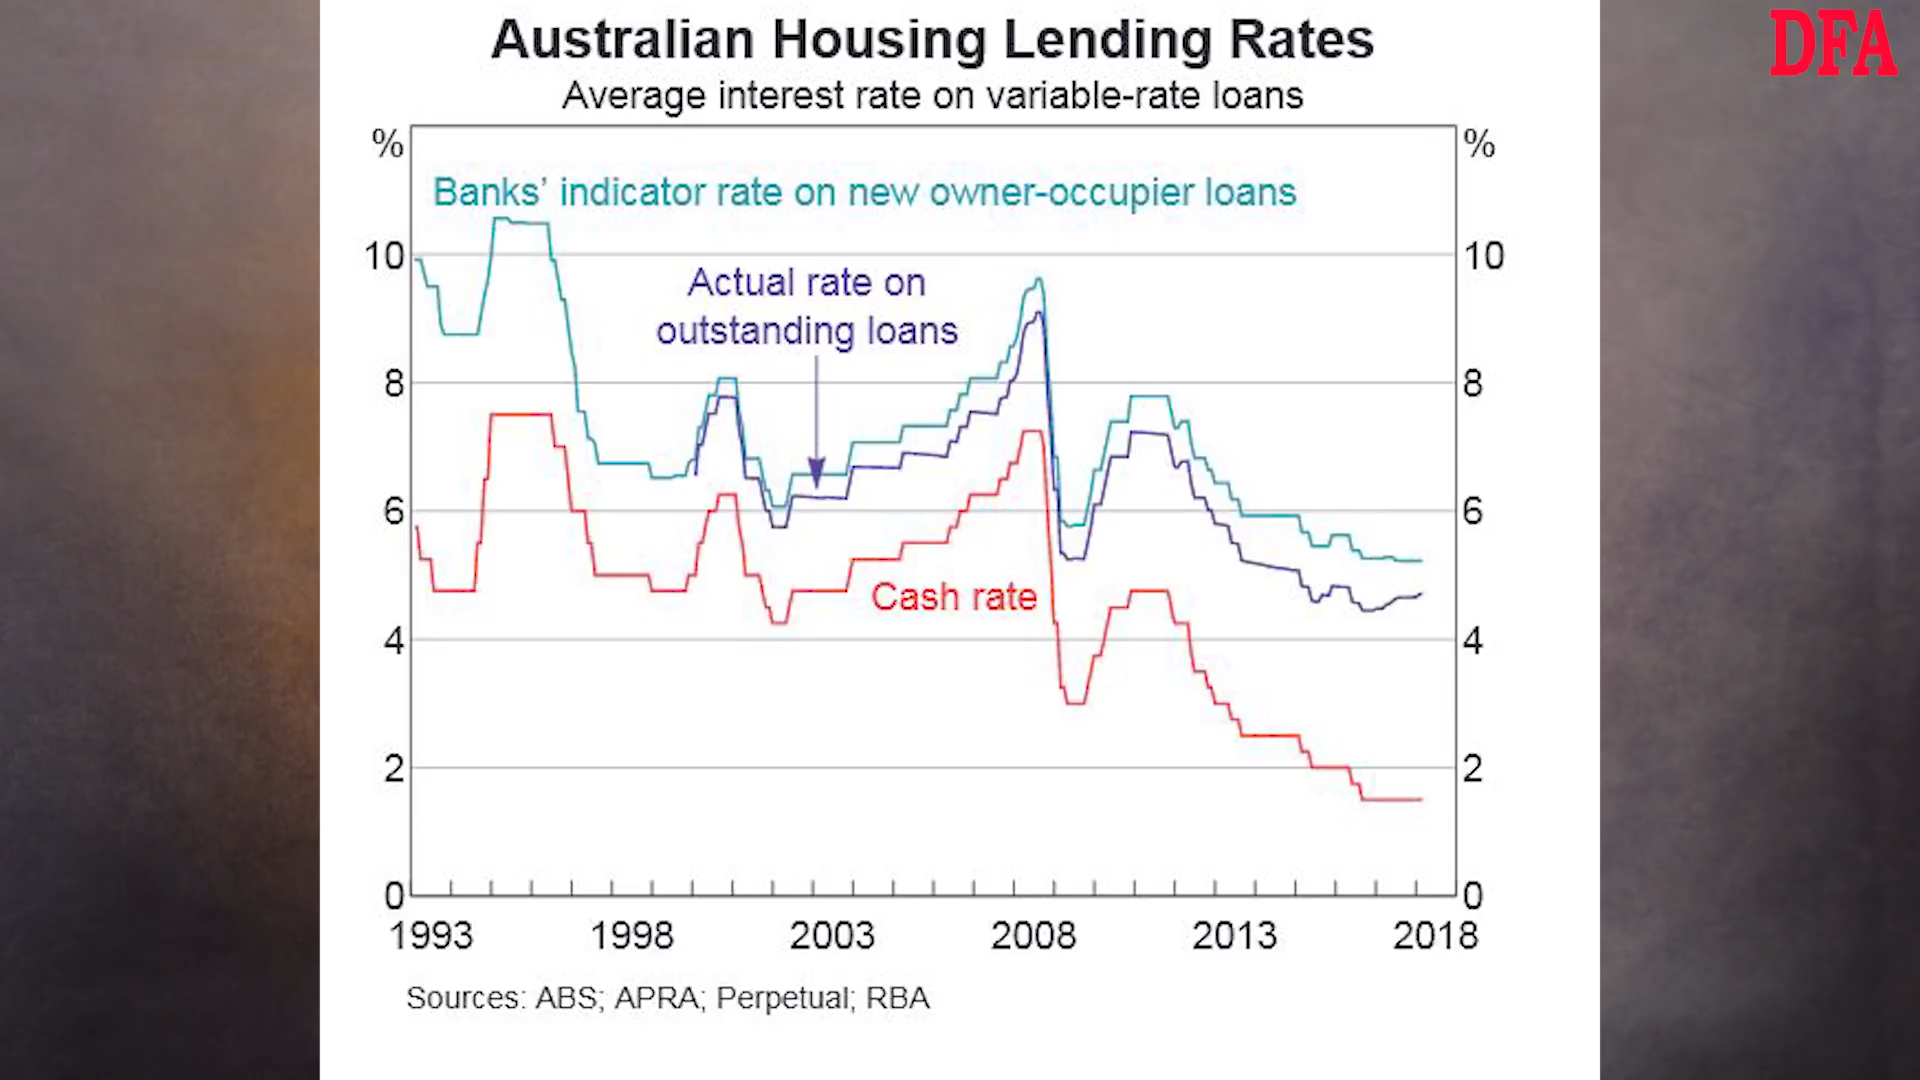 DFA
Australian Housing Lending Rates
Average interest rate on variable-rate loans
% %
Banks’ indicator rate on new owner-occupier loans
10 10
Actual rate on
outstanding loans
8 8
6 6
Cash rate
4 4
2 2
0 0
1993 1998 2003 2008 2013 2018
Sources: ABS; APRA; Perpetual; RBA